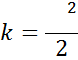 k = ²/2